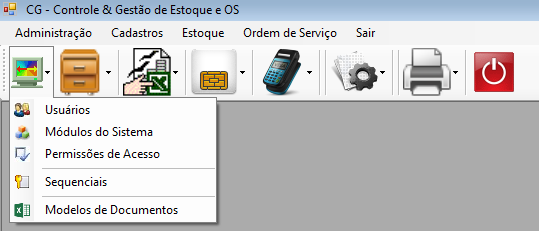 CG - Controle & Gestão de Estoque e OS
Administração Cadastros Estoque Ordem de Serviço Sair
Usuários
Módulos do Sistema
Permissões de Acesso
Sequenciais
Modelos de Documentos